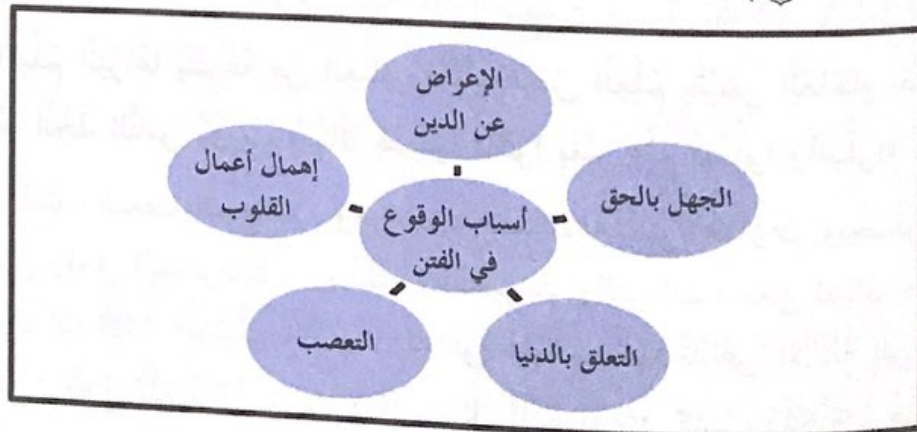 الإعراض
عن الدين
إهمال أعمال
القلوب
الجهل بالحق
أسباب الوقوع
في الفتن
التعصب
التعلق بالدنيا